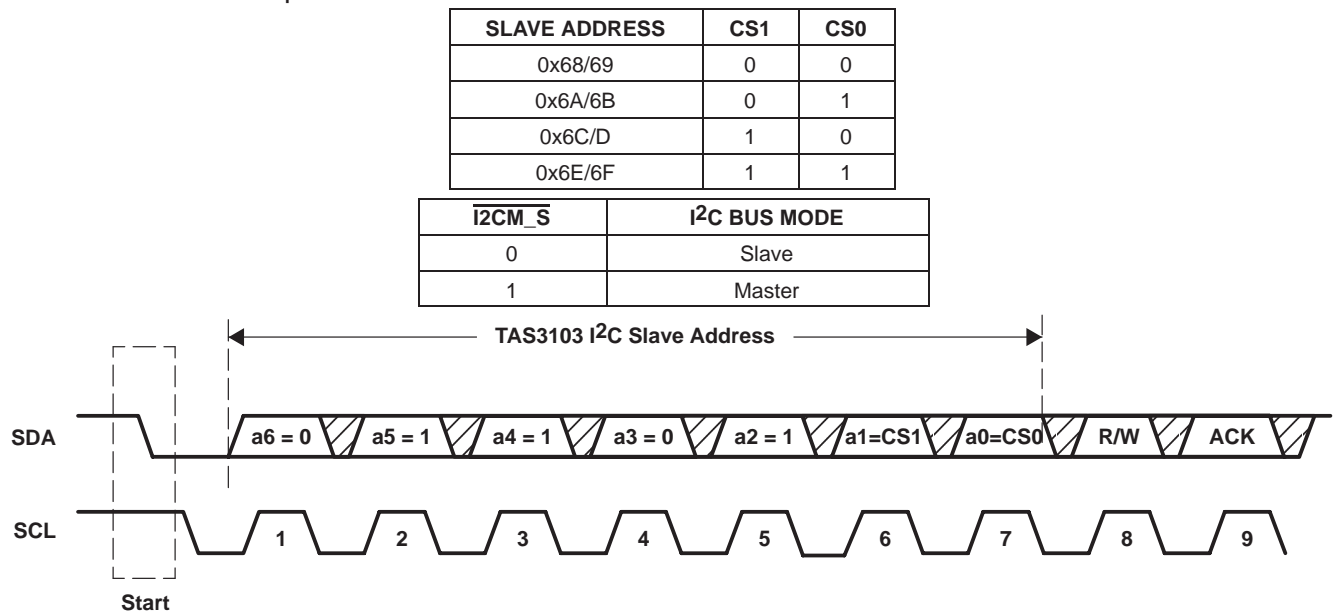 SLAVE ADDRESS CS1 CS0
0x68/69 0 0
0x6A/6B 0 1
0x6C/D 1 0
0x6E/6F 1 1
I2CM_S I2C BUS MODE
0 Slave
1 Master
TAS3103 I2C Slave Address
SDA a6 = 0 a5 = 1 a4 = 1 a3 = 0 a2 = 1 a1=CS1 a0=CS0 R/W ACK
SCL 1 2 3 4 5 6 7 8 9
Start